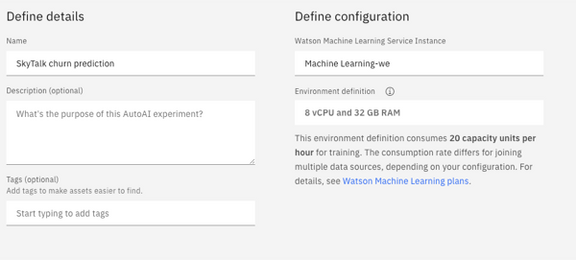 Define details
Name
SkyTalk churn prediction
Description (optional)
What's the purpose of this AutoAI experiment?
Tags (optional)
Add tags to make assets easier to find.
Start typing to add tags
Define configuration
Watson Machine Learning Service Instance
Machine Learning-we
Environment definition
8 vCPU and 32 GB RAM
This environment definition consumes 20 capacity units per
hour for training. The consumption rate differs for joining
multiple data sources, depending on your configuration. For
details, see Watson Machine Learning plans.